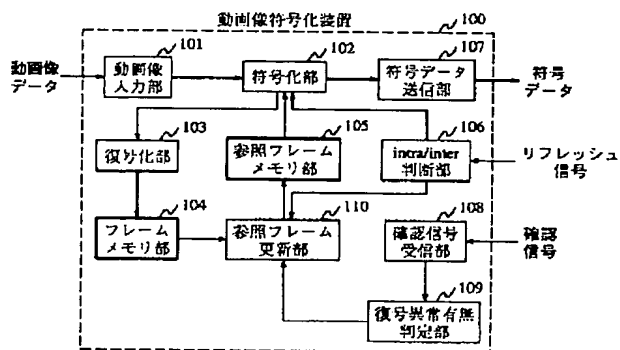 動画像符号化装置
100
101
102
107
動画像
データ
動画像
入力部
符号化部
符号データ
送信部
符号
データ
103
105
106
復号化部
参照フレーム
メモリ部
intra/inter
判断部
リフレッシュ
信号
104
110
108
フレーム
メモリ部
参照フレーム
更新部
確認信号
受信部
確認
信号
109
復号異常有無
判定部